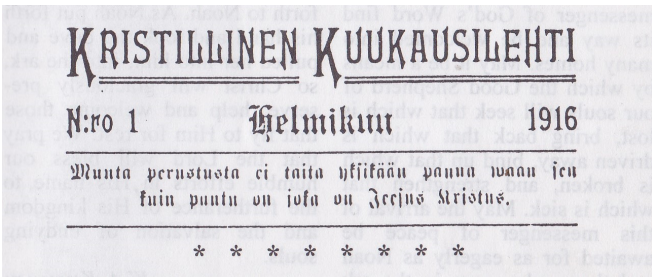 KRISTILLINEN KUUKAUSILEHTI
N:ro 1. Helmikuu 1916
Muuta perustusta ei taida yksikään panna waan sen
kuin pantu on joka on Jeesus Kristus.
* * * * * * * * *